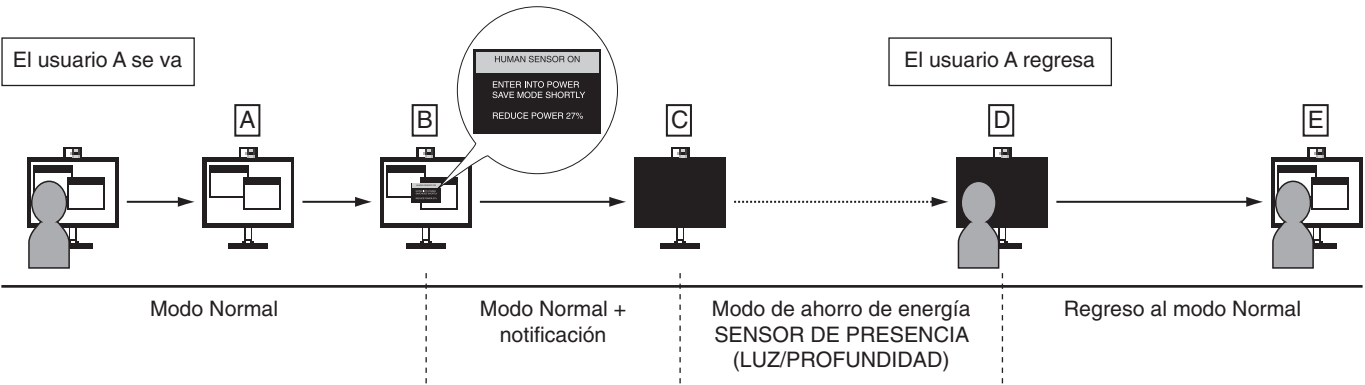 El usuario A se va
HUMAN SENSOR ON
ENTER INTO POWER
SAVE MODE SHORTLY
REDUCE POWER 27%
El usuario A regresa
A
B
C
D
E
Modo Normal
Modo Normal +
notificación
Modo de ahorro de energía
SENSOR DE PRESENCIA
(LUZ/PROFUNDIDAD)
Regreso al modo Normal